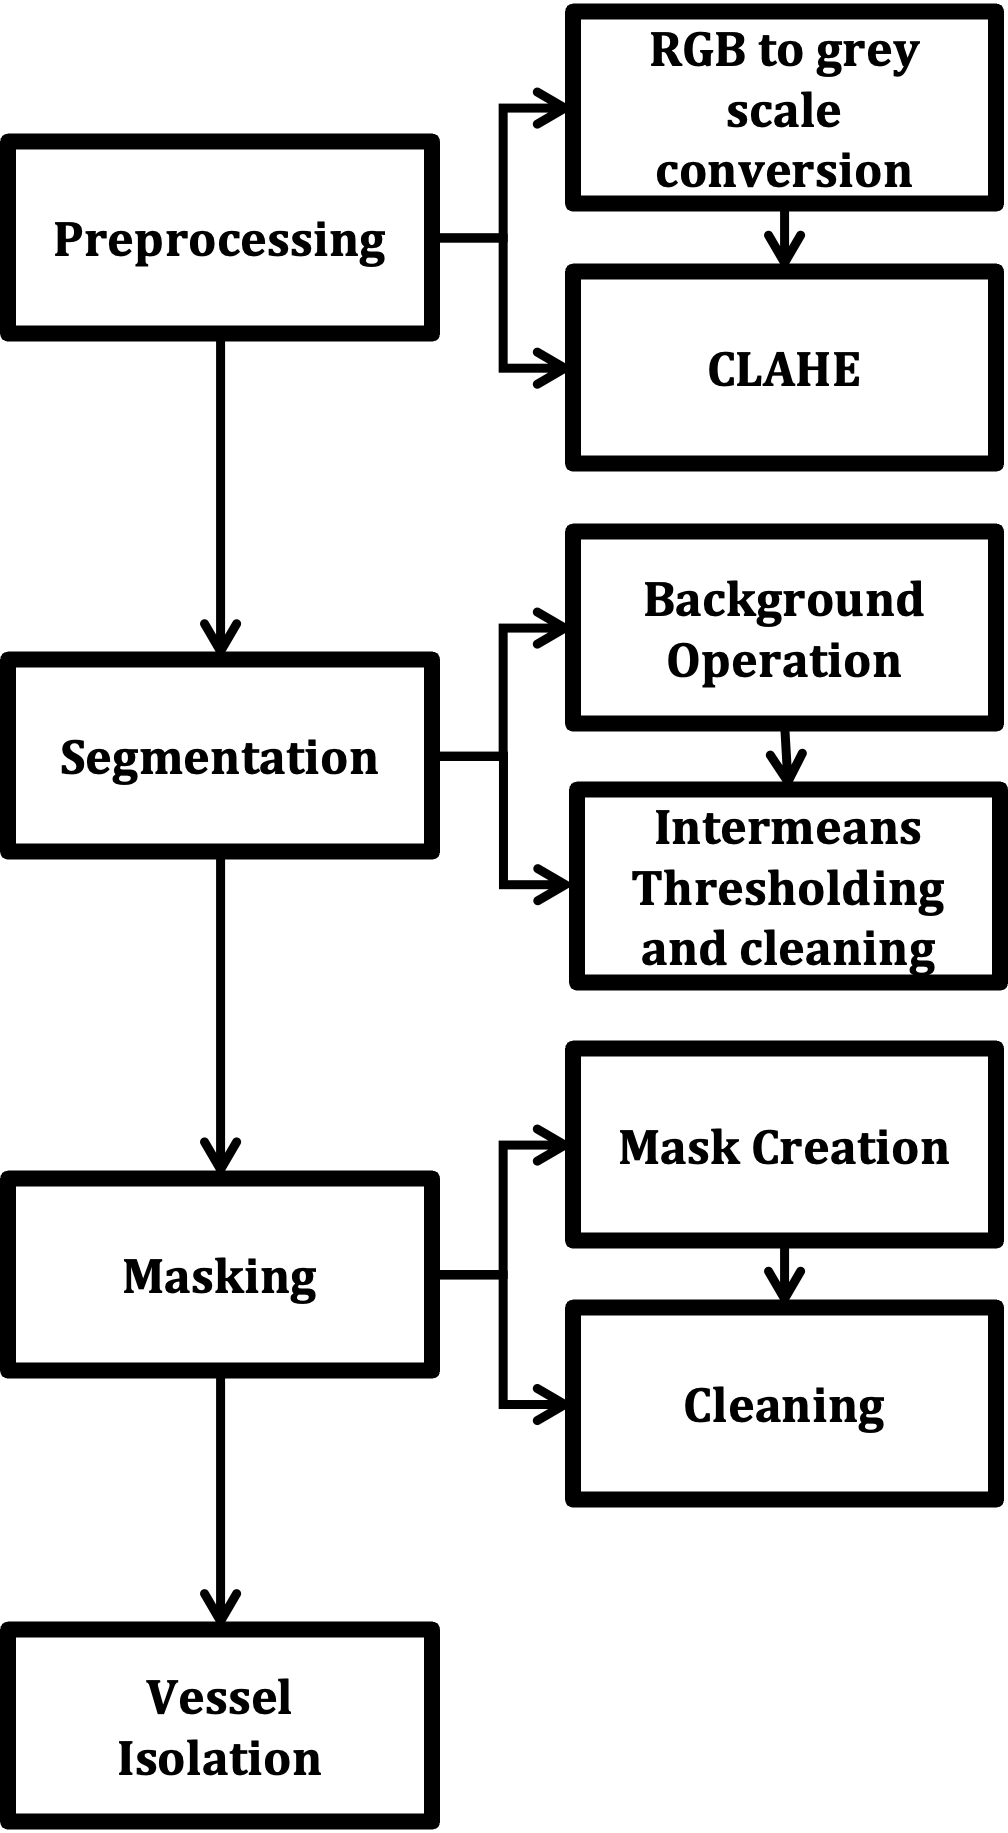 RGB to grey
scale
conversion
Preprocessing
CLAHE
Background
Operation
Segmentation
Intermeans
Thresholding
and cleaning
Mask Creation
Masking
Cleaning
Vessel
Isolation